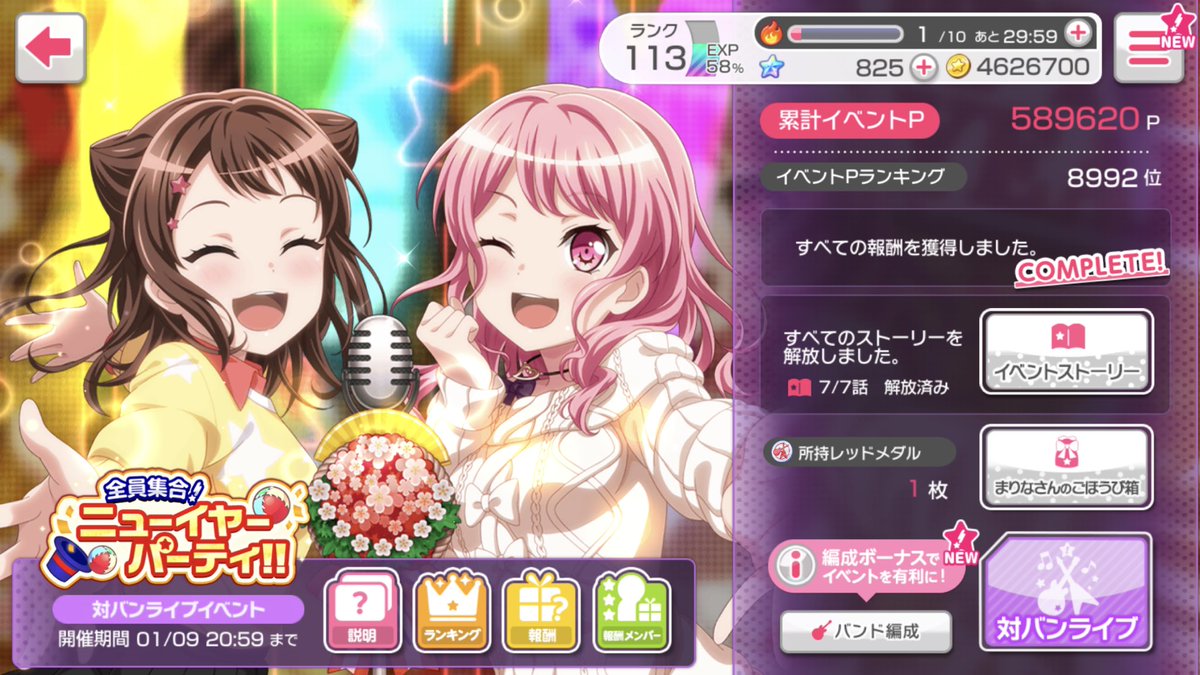 ランク
113
EXP
58%
1/10 あと29:59
825
4626700
NEW
累計イベントP
589620P
イベントPランキング
8992位
すべての報酬を獲得しました。
COMPLETE!
すべてのストーリーを
解放しました。
7/7話 解放済み
イベントストーリー
所持レッドメダル
1枚
まりなさんのごほうび箱
編成ボーナスで
イベントを有利に!
NEW
バンド編成
対バンライブ
全員集合!
ニューイヤー
パーティ!!
対バンライブイベント
開催期間 01/09 20:59 まで
?
説明
ランキング
?
報酬
報酬メンバー